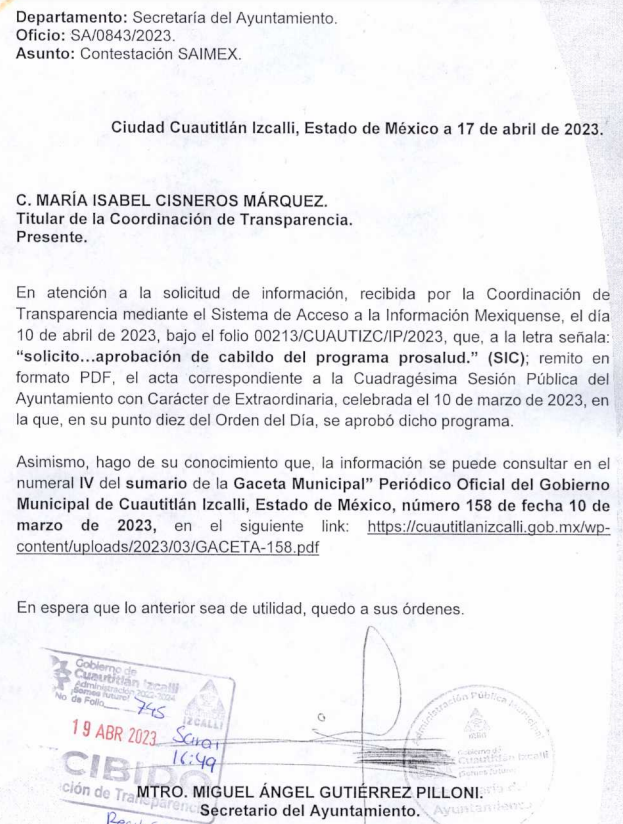 Departamento: Secretaría del Ayuntamiento.
Oficio: SA/0843/2023.
Asunto: Contestación SAIMEX.
Ciudad Cuautitlán Izcalli, Estado de México a 17 de abril de 2023.
C. MARÍA ISABEL CISNEROS MÁRQUEZ.
Titular de la Coordinación de Transparencia.
Presente.
En atención a la solicitud de información, recibida por la Coordinación de
Transparencia mediante el Sistema de Acceso a la Información Mexiquense, el día
10 de abril de 2023, bajo el folio 00213/CUAUTIZC/IP/2023, que, a la letra señala:
“solicito...aprobación de cabildo del programa prosalud.” (SIC); remito en
formato PDF, el acta correspondiente a la Cuadragésima Sesión Pública del
Ayuntamiento con Carácter de Extraordinaria, celebrada el 10 de marzo de 2023, en
la que, en su punto diez del Orden del Día, se aprobó dicho programa.
Asimismo, hago de su conocimiento que, la información se puede consultar en el
numeral IV del sumario de la Gaceta Municipal” Periódico Oficial del Gobierno
Municipal de Cuautitlán Izcalli, Estado de México, número 158 de fecha 10 de
marzo de 2023, en el siguiente link: https://cuautitlanizcalli.gob.mx/wp-
content/uploads/2023/03/GACETA-158.pdf
En espera que lo anterior sea de utilidad, quedo a sus órdenes.
Gobierno de
Cuautitlán Izcalli
Administración 2022-2024
¡Somos futuro!
No. de Folio 745
IZCALLI
19 ABR 2023
Sarai
16:49
CIBIDO
ción de Transparencia
Administración Pública Municipal
Cuautitlán Izcalli
Ayuntamiento
MTRO. MIGUEL ÁNGEL GUTIÉRREZ PILLONI.
Secretario del Ayuntamiento.